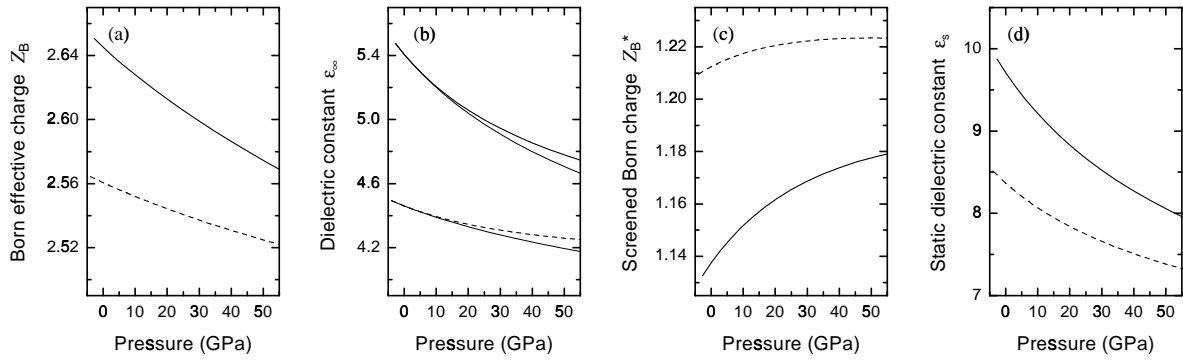 (a)
Born effective charge Z_B
2.64
2.60
2.56
2.52
0 10 20 30 40 50
Pressure (GPa)
(b)
Dielectric constant ε_∞
5.4
5.0
4.6
4.2
0 10 20 30 40 50
Pressure (GPa)
(c)
Screened Born charge Z_B*
1.22
1.20
1.18
1.16
1.14
0 10 20 30 40 50
Pressure (GPa)
(d)
Static dielectric constant ε_s
10
9
8
7
0 10 20 30 40 50
Pressure (GPa)